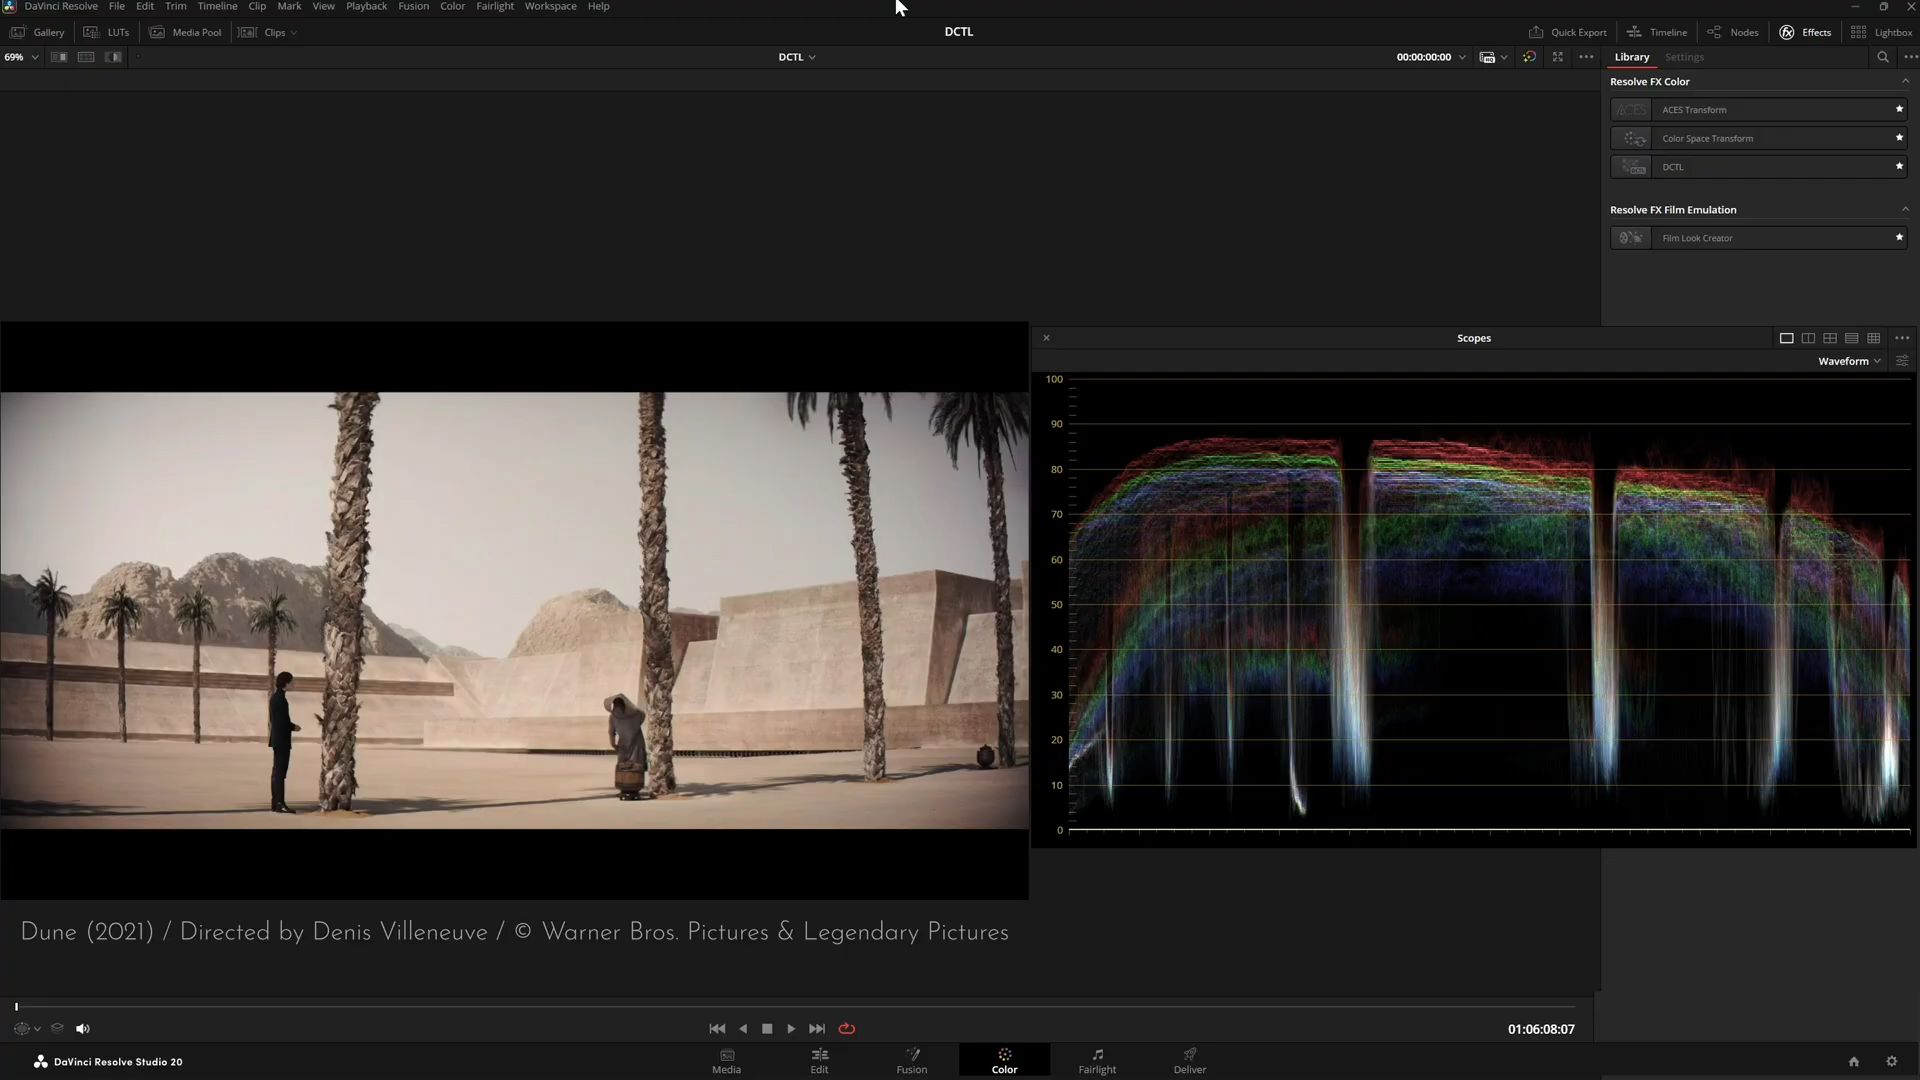 DaVinci Resolve File Edit Trim Timeline Clip Mark View Playback Fusion Color Fairlight Workspace Help
Gallery LUTs Media Pool Clips DCTL Quick Export Timeline Nodes Effects Lightbox
69% DCTL 00:00:00:00 Library Settings
Resolve FX Color
ACES ACES Transform
Color Space Transform
DCTL
Resolve FX Film Emulation
Film Look Creator
Scopes
Waveform
100
90
80
70
60
50
40
30
20
10
0
Dune (2021) / Directed by Denis Villeneuve / © Warner Bros. Pictures & Legendary Pictures
01:06:08:07
DaVinci Resolve Studio 20 Media Edit Fusion Color Fairlight Deliver